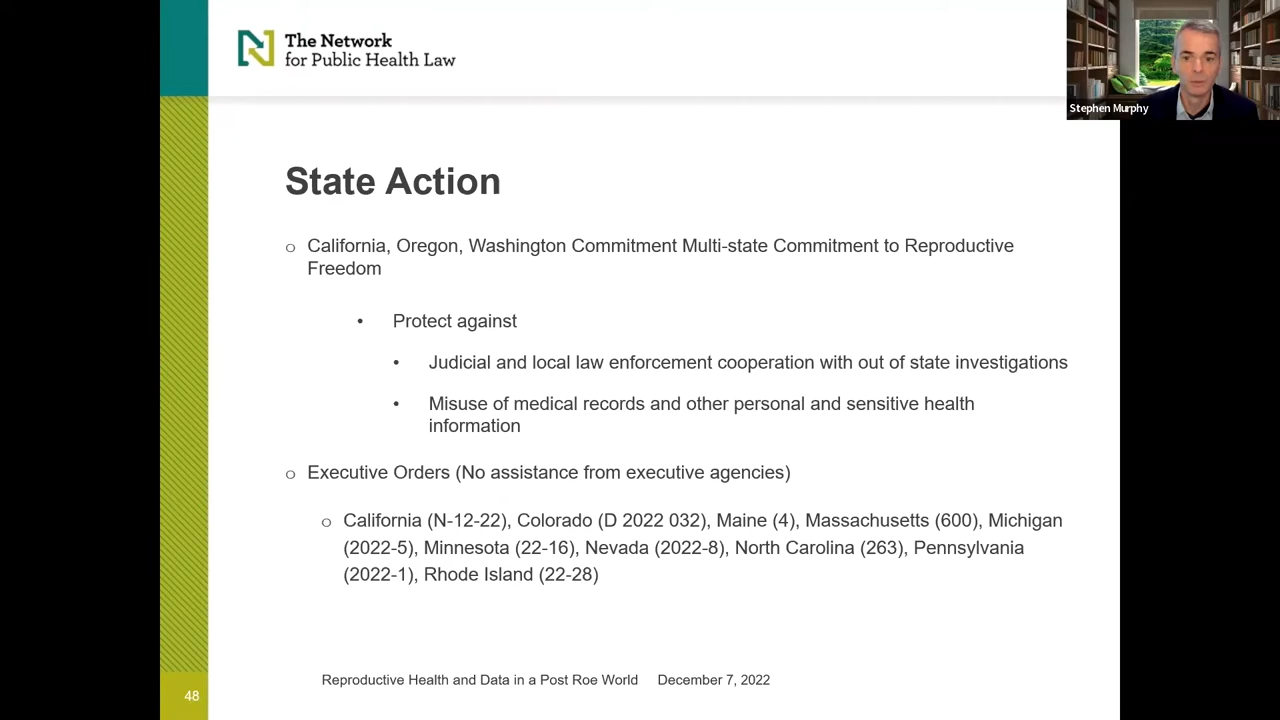 The Network
for Public Health Law
Stephen Murphy
State Action
California, Oregon, Washington Commitment Multi-state Commitment to Reproductive
Freedom
Protect against
Judicial and local law enforcement cooperation with out of state investigations
Misuse of medical records and other personal and sensitive health
information
Executive Orders (No assistance from executive agencies)
California (N-12-22), Colorado (D 2022 032), Maine (4), Massachusetts (600), Michigan
(2022-5), Minnesota (22-16), Nevada (2022-8), North Carolina (263), Pennsylvania
(2022-1), Rhode Island (22-28)
Reproductive Health and Data in a Post Roe World December 7, 2022
48